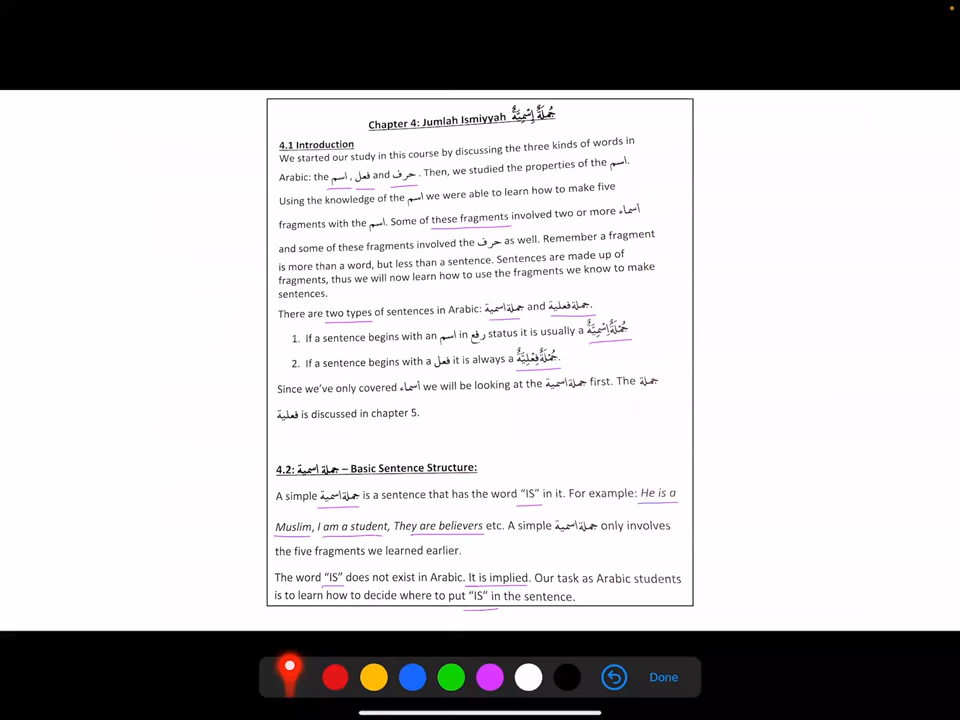 Chapter 4: Jumlah Ismiyyah جُمْلَةٌ إِسْمِيَّةٌ
4.1 Introduction
We started our study in this course by discussing the three kinds of words in
Arabic: the اسم , فعل and حرف . Then, we studied the properties of the اسم.
Using the knowledge of the اسم we were able to learn how to make five
fragments with the اسم. Some of these fragments involved two or more أسماء
and some of these fragments involved the حرف as well. Remember a fragment
is more than a word, but less than a sentence. Sentences are made up of
fragments, thus we will now learn how to use the fragments we know to make
sentences.
There are two types of sentences in Arabic: جملة اسمية and جملة فعلية.
1. If a sentence begins with an اسم in رفع status it is usually a جُمْلَةٌ إِسْمِيَّةٌ
2. If a sentence begins with a فعل it is always a جُمْلَةٌ فِعْلِيَّةٌ.
Since we've only covered أسماء we will be looking at the جملة اسمية first. The جملة
فعلية is discussed in chapter 5.
4.2: جملة اسمية – Basic Sentence Structure:
A simple جملة اسمية is a sentence that has the word “IS” in it. For example: He is a
Muslim, I am a student, They are believers etc. A simple جملة اسمية only involves
the five fragments we learned earlier.
The word “IS” does not exist in Arabic. It is implied. Our task as Arabic students
is to learn how to decide where to put “IS” in the sentence.
Done